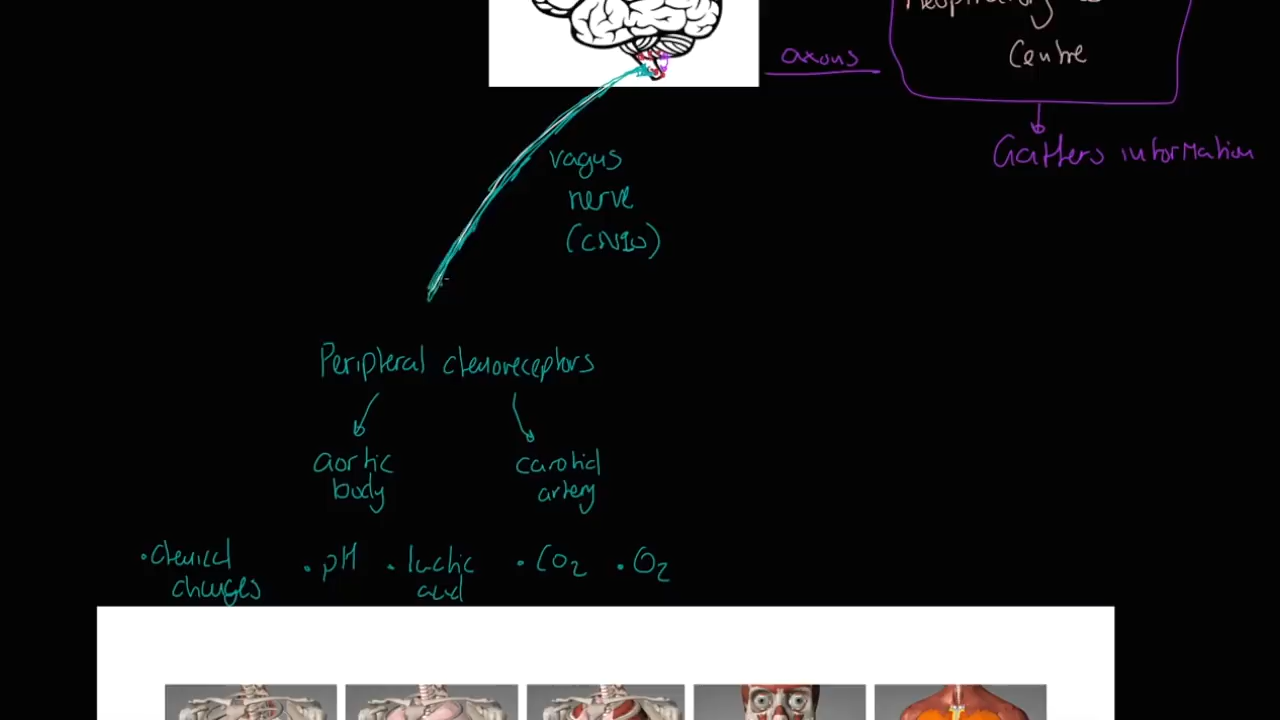 Respiratory
Centre
axons
Gathers information
vagus
nerve
(CN10)
Peripheral chemoreceptors
aortic
body
carotid
artery
• Chemical
changes
• pH
• lactic
acid
• CO2
• O2